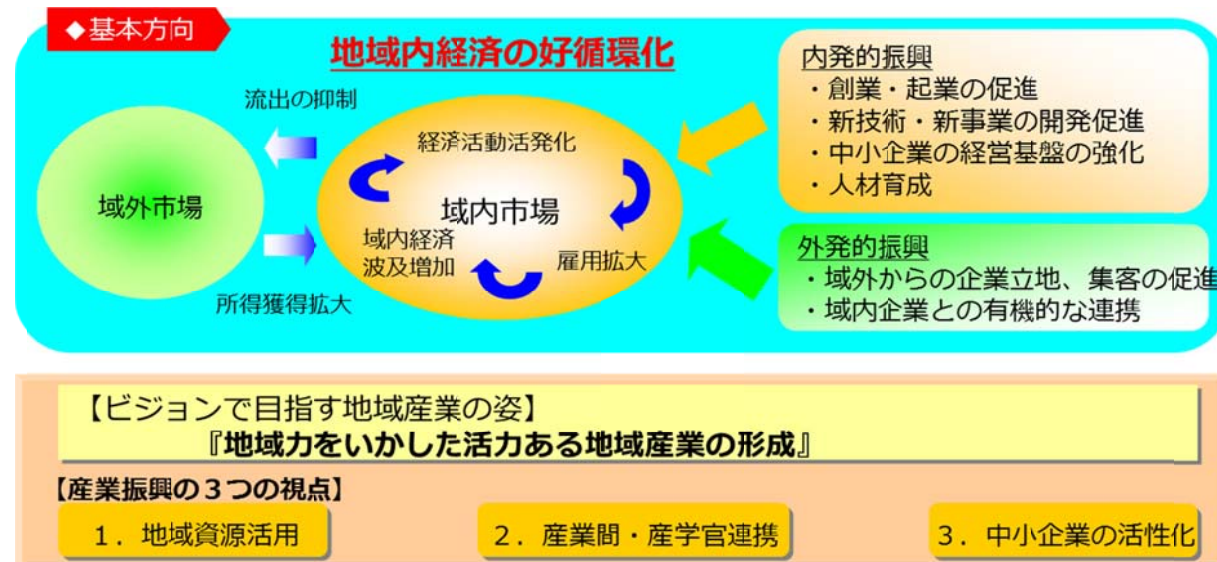 ◆基本方向
地域内経済の好循環化
流出の抑制
域外市場
所得獲得拡大
経済活動活発化
域内市場
域内経済
波及増加
雇用拡大
内発的振興
・創業・起業の促進
・新技術・新事業の開発促進
・中小企業の経営基盤の強化
・人材育成
外発的振興
・域外からの企業立地、集客の促進
・域内企業との有機的な連携
【ビジョンで目指す地域産業の姿】
『地域力をいかした活力ある地域産業の形成』
【産業振興の３つの視点】
１．地域資源活用
２．産業間・産学官連携
３．中小企業の活性化